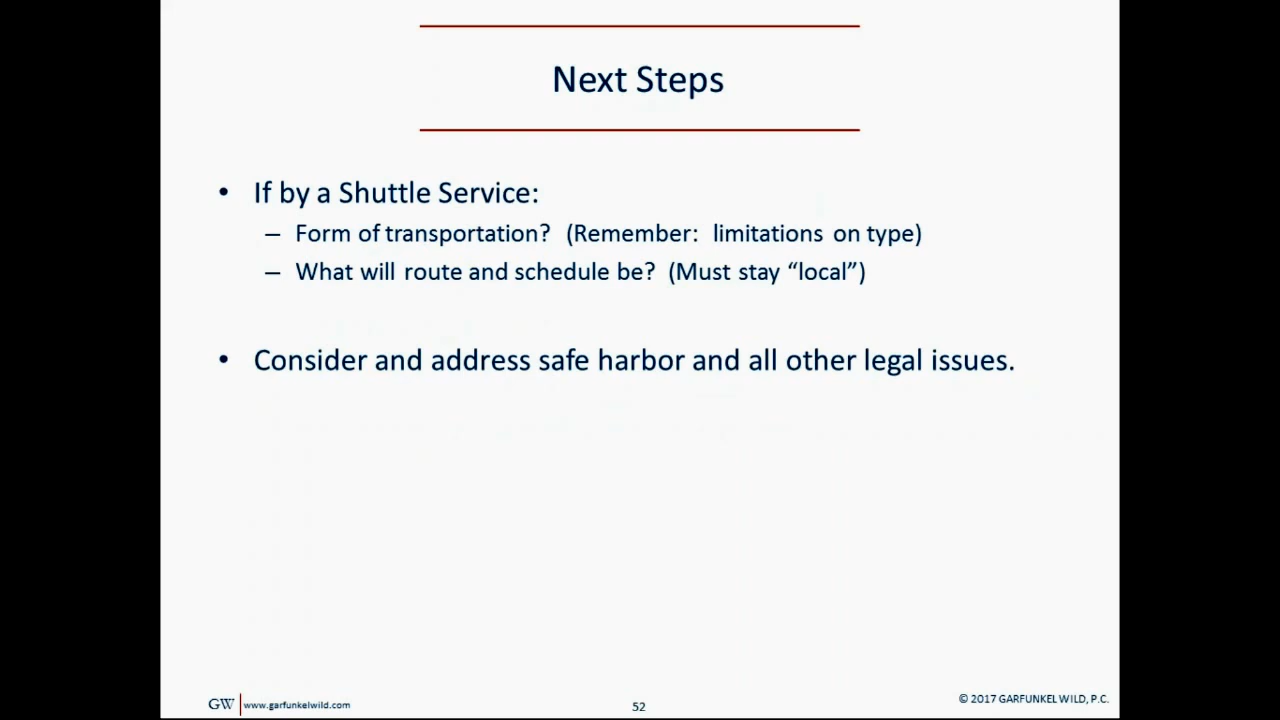 Next Steps
• If by a Shuttle Service:
– Form of transportation? (Remember: limitations on type)
– What will route and schedule be? (Must stay “local”)
• Consider and address safe harbor and all other legal issues.
GW www.garfunkelwild.com
52
© 2017 GARFUNKEL WILD, P.C.